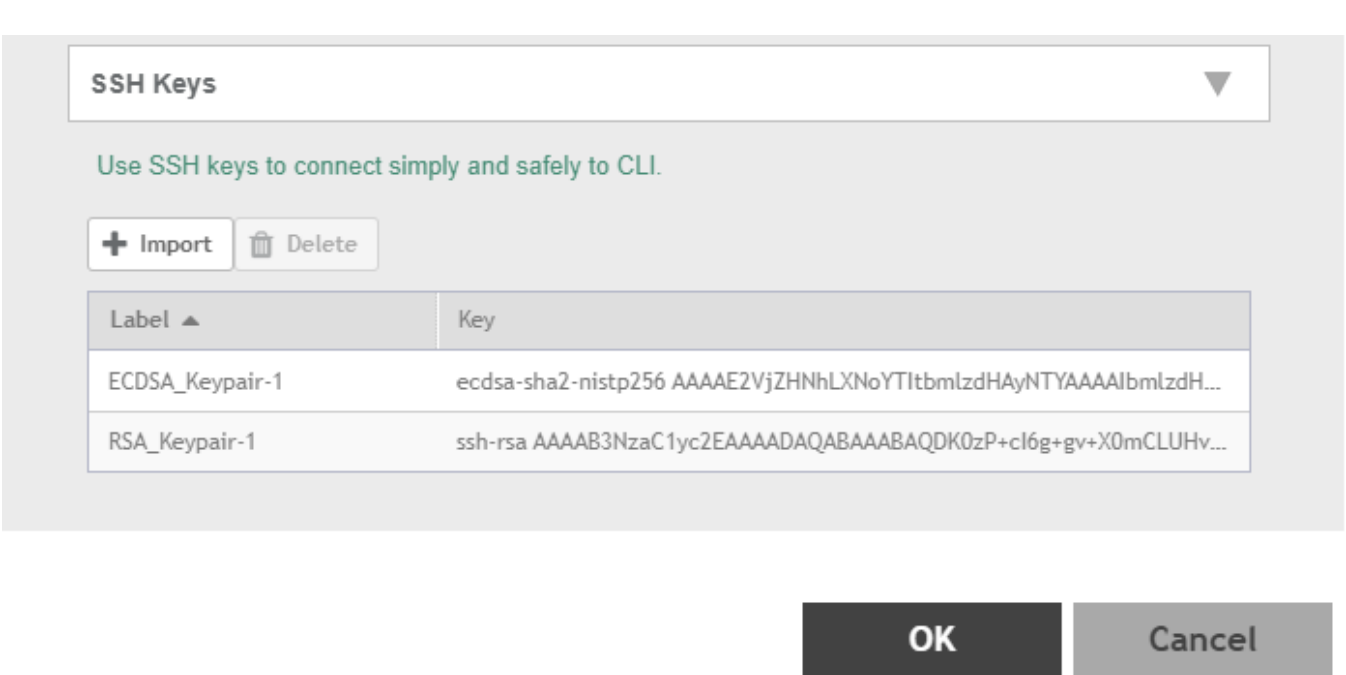 SSH Keys
Use SSH keys to connect simply and safely to CLI.
Import Delete
Label Key
ECDSA_Keypair-1 ecdsa-sha2-nistp256 AAAAE2VjZHNhLXNoYTItbmlzdHAyNTYAAAAIbmlzdH...
RSA_Keypair-1 ssh-rsa AAAAB3NzaC1yc2EAAAADAQABAAABAQDK0zP+cI6g+gv+X0mCLUHv...
OK Cancel